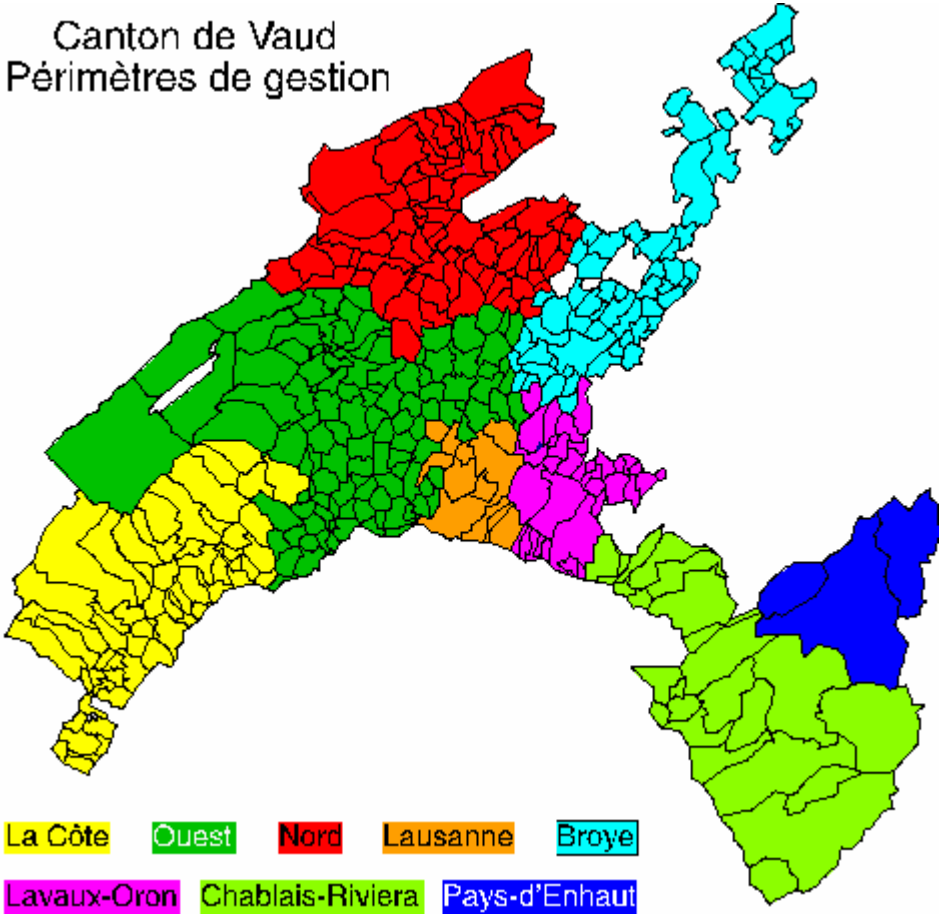 Canton de Vaud
Périmètres de gestion
La Côte Ouest Nord Lausanne Broye
Lavaux-Oron Chablais-Riviera Pays-d'Enhaut